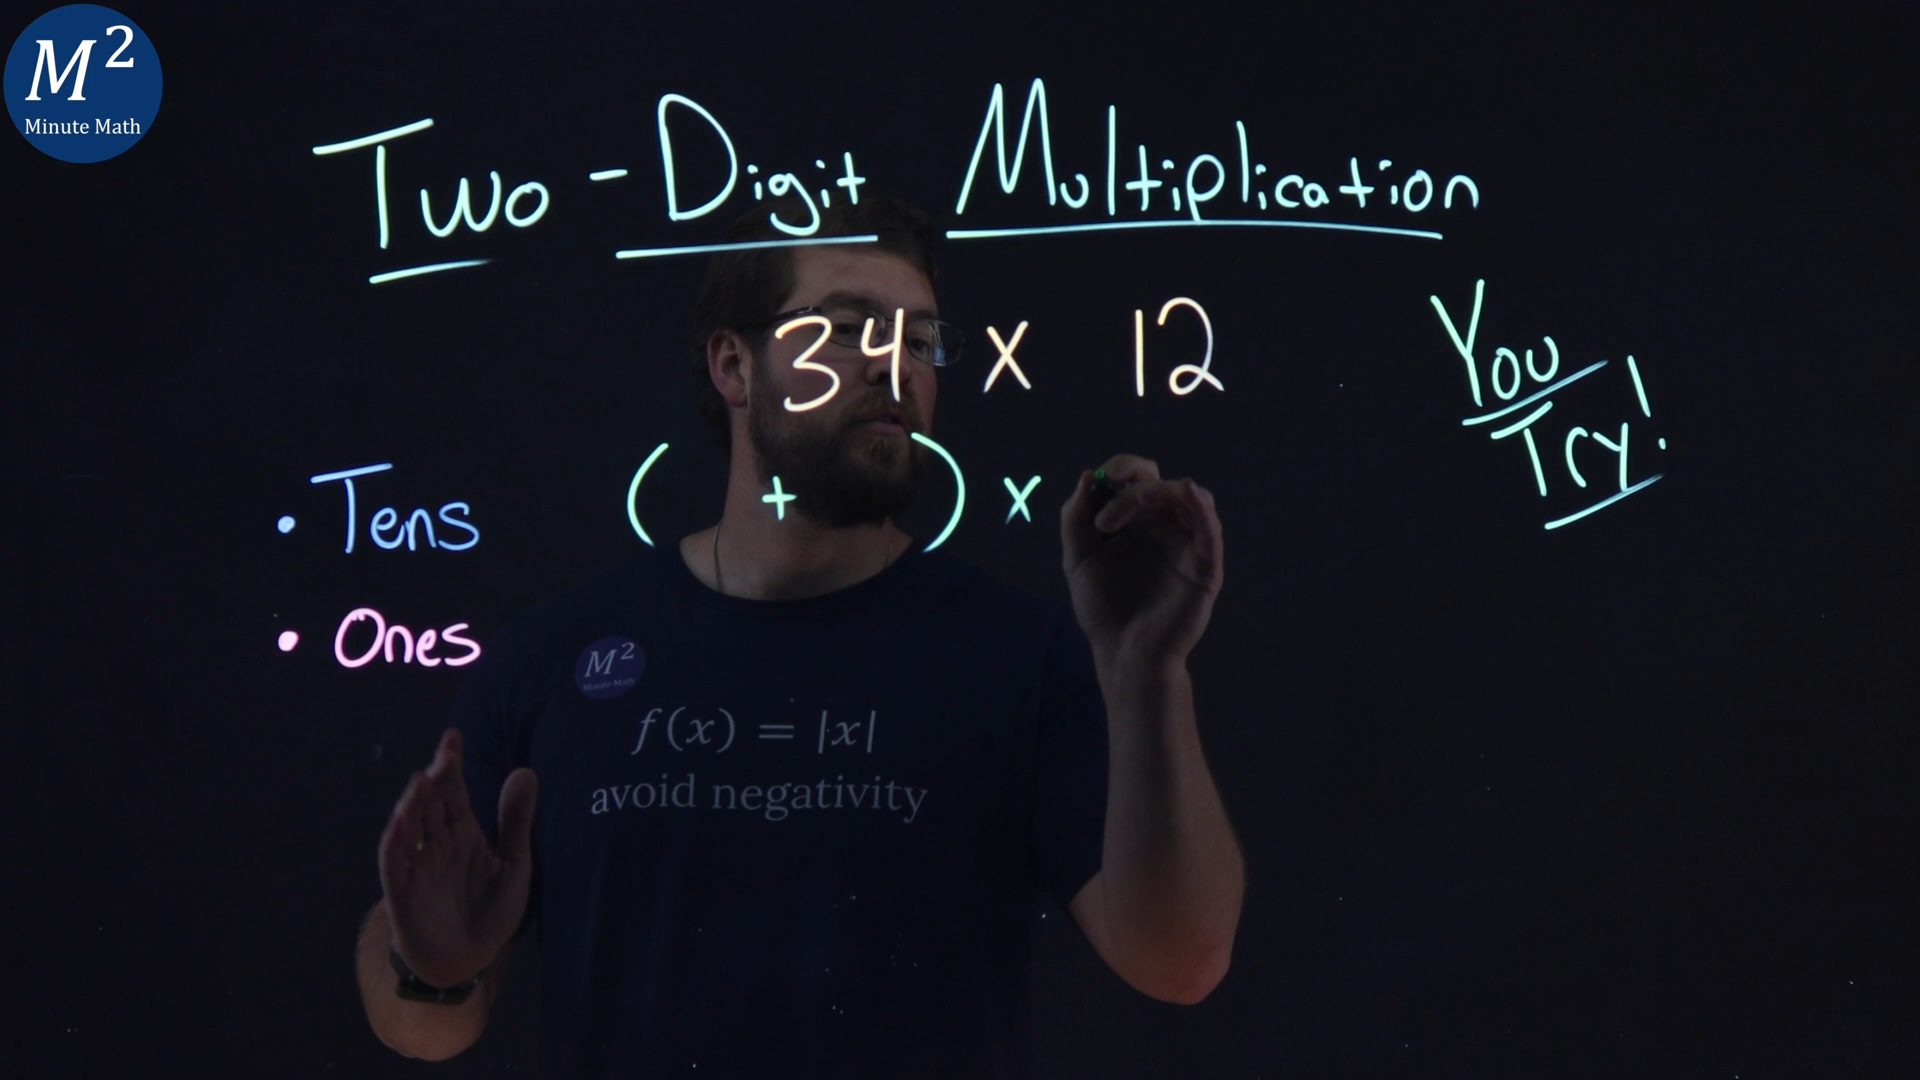 M²
Minute Math
Two-Digit Multiplication
34 x 12
You
Try!
• Tens
( + ) x
• Ones
M²
Minute Math
f(x) = |x|
avoid negativity